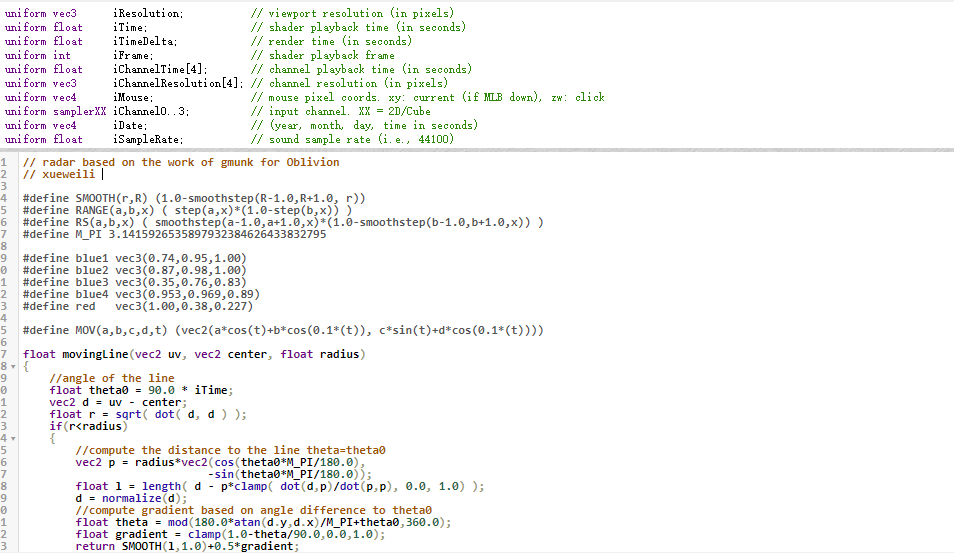 uniform vec3 iResolution; // viewport resolution (in pixels)
uniform float iTime; // shader playback time (in seconds)
uniform float iTimeDelta; // render time (in seconds)
uniform int iFrame; // shader playback frame
uniform float iChannelTime[4]; // channel playback time (in seconds)
uniform vec3 iChannelResolution[4]; // channel resolution (in pixels)
uniform vec4 iMouse; // mouse pixel coords. xy: current (if MLB down), zw: click
uniform samplerXX iChannel0..3; // input channel. XX = 2D/Cube
uniform vec4 iDate; // (year, month, day, time in seconds)
uniform float iSampleRate; // sound sample rate (i.e., 44100)
1 // radar based on the work of gmunk for Oblivion
2 // xueweili
3
4 #define SMOOTH(r,R) (1.0-smoothstep(R-1.0,R+1.0, r))
5 #define RANGE(a,b,x) ( step(a,x)*(1.0-step(b,x)) )
6 #define RS(a,b,x) ( smoothstep(a-1.0,a+1.0,x)*(1.0-smoothstep(b-1.0,b+1.0,x)) )
7 #define M_PI 3.1415926535897932384626433832795
8
9 #define blue1 vec3(0.74,0.95,1.00)
0 #define blue2 vec3(0.87,0.98,1.00)
1 #define blue3 vec3(0.35,0.76,0.83)
2 #define blue4 vec3(0.953,0.969,0.89)
3 #define red vec3(1.00,0.38,0.227)
4
5 #define MOV(a,b,c,d,t) (vec2(a*cos(t)+b*cos(0.1*(t)), c*sin(t)+d*cos(0.1*(t))))
6
7 float movingLine(vec2 uv, vec2 center, float radius)
8 {
9 //angle of the line
0 float theta0 = 90.0 * iTime;
1 vec2 d = uv - center;
2 float r = sqrt( dot( d, d ) );
3 if(r<radius)
4 {
5 //compute the distance to the line theta=theta0
6 vec2 p = radius*vec2(cos(theta0*M_PI/180.0),
7 -sin(theta0*M_PI/180.0));
8 float l = length( d - p*clamp( dot(d,p)/dot(p,p), 0.0, 1.0) );
9 d = normalize(d);
0 //compute gradient based on angle difference to theta0
1 float theta = mod(180.0*atan(d.y,d.x)/M_PI+theta0,360.0);
2 float gradient = clamp(1.0-theta/90.0,0.0,1.0);
3 return SMOOTH(l,1.0)+0.5*gradient;